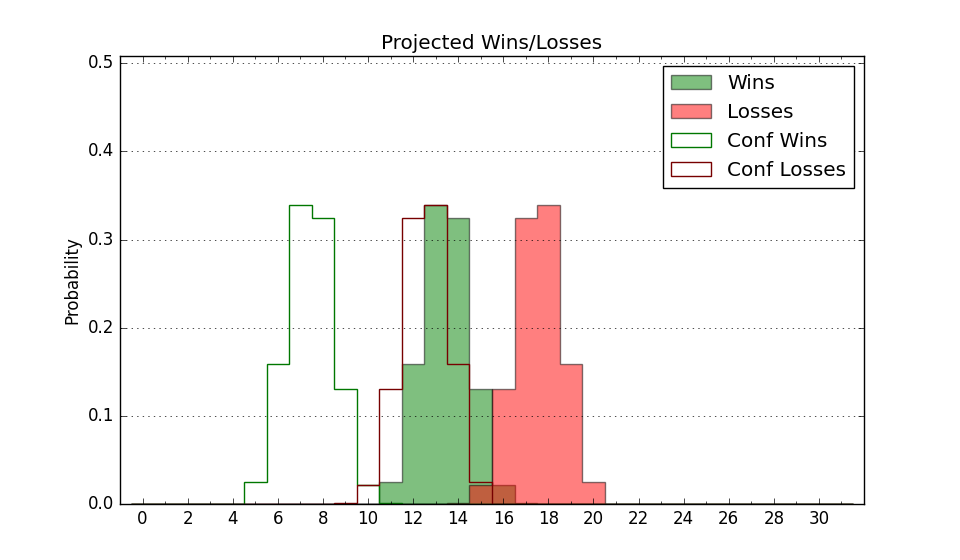 Projected Wins/Losses
0.5
0.4
0.3
0.2
0.1
0.0
Probability
Wins
Losses
Conf Wins
Conf Losses
0 2 4 6 8 10 12 14 16 18 20 22 24 26 28 30